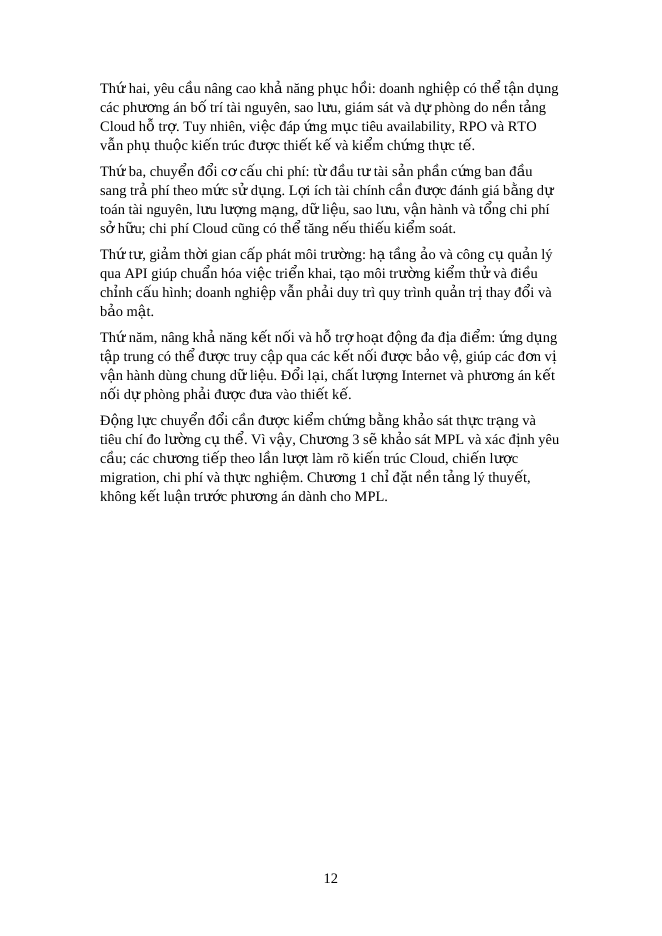 Thứ hai, yêu cầu nâng cao khả năng phục hồi: doanh nghiệp có thể tận dụng
các phương án bố trí tài nguyên, sao lưu, giám sát và dự phòng do nền tảng
Cloud hỗ trợ. Tuy nhiên, việc đáp ứng mục tiêu availability, RPO và RTO
vẫn phụ thuộc kiến trúc được thiết kế và kiểm chứng thực tế.
Thứ ba, chuyển đổi cơ cấu chi phí: từ đầu tư tài sản phần cứng ban đầu
sang trả phí theo mức sử dụng. Lợi ích tài chính cần được đánh giá bằng dự
toán tài nguyên, lưu lượng mạng, dữ liệu, sao lưu, vận hành và tổng chi phí
sở hữu; chi phí Cloud cũng có thể tăng nếu thiếu kiểm soát.
Thứ tư, giảm thời gian cấp phát môi trường: hạ tầng ảo và công cụ quản lý
qua API giúp chuẩn hóa việc triển khai, tạo môi trường kiểm thử và điều
chỉnh cấu hình; doanh nghiệp vẫn phải duy trì quy trình quản trị thay đổi và
bảo mật.
Thứ năm, nâng khả năng kết nối và hỗ trợ hoạt động đa địa điểm: ứng dụng
tập trung có thể được truy cập qua các kết nối được bảo vệ, giúp các đơn vị
vận hành dùng chung dữ liệu. Đổi lại, chất lượng Internet và phương án kết
nối dự phòng phải được đưa vào thiết kế.
Động lực chuyển đổi cần được kiểm chứng bằng khảo sát thực trạng và
tiêu chí đo lường cụ thể. Vì vậy, Chương 3 sẽ khảo sát MPL và xác định yêu
cầu; các chương tiếp theo lần lượt làm rõ kiến trúc Cloud, chiến lược
migration, chi phí và thực nghiệm. Chương 1 chỉ đặt nền tảng lý thuyết,
không kết luận trước phương án dành cho MPL.
12